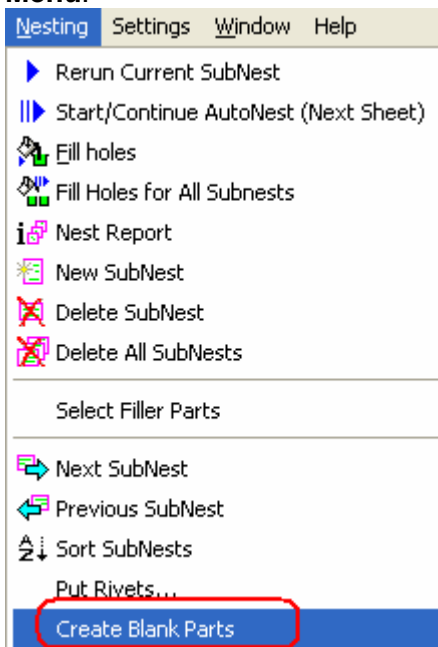 Menu.
Nesting Settings Window Help
Rerun Current SubNest
Start/Continue AutoNest (Next Sheet)
Fill holes
Fill Holes for All Subnests
Nest Report
New SubNest
Delete SubNest
Delete All SubNests
Select Filler Parts
Next SubNest
Previous SubNest
Sort SubNests
Put Rivets...
Create Blank Parts